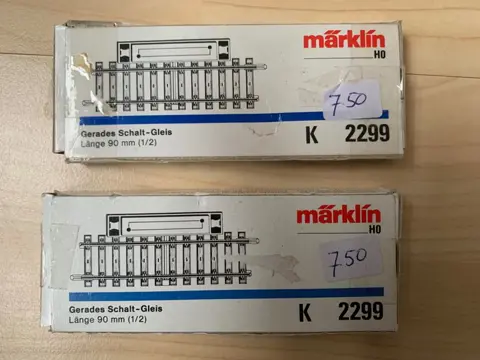 märklin
H0
750
Gerades Schalt-Gleis
Länge 90 mm (1/2)
K 2299
märklin
H0
750
Gerades Schalt-Gleis
Länge 90 mm (1/2)
K 2299